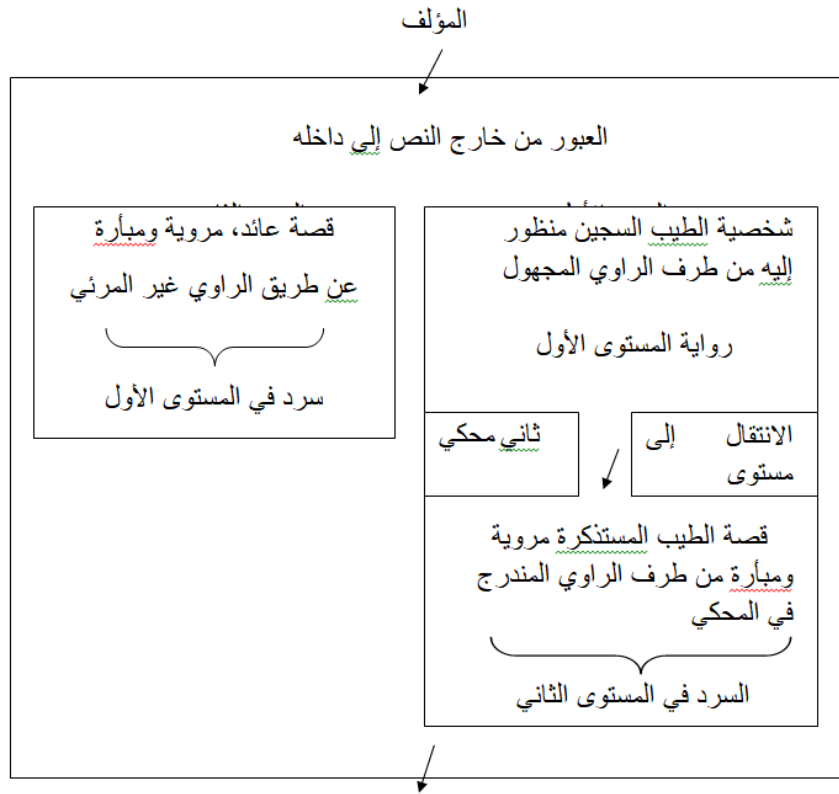 المؤلف
العبور من خارج النص إلى داخله
شخصية الطيب السجين منظور
إليه من طرف الراوي المجهول
رواية المستوى الأول
الانتقال إلى
مستوى
ثاني محكي
قصة الطيب المستذكرة مروية
ومبأرة من طرف الراوي المندرج
في المحكي
السرد في المستوى الثاني
قصة عائد، مروية ومبأرة
عن طريق الراوي غير المرئي
سرد في المستوى الأول